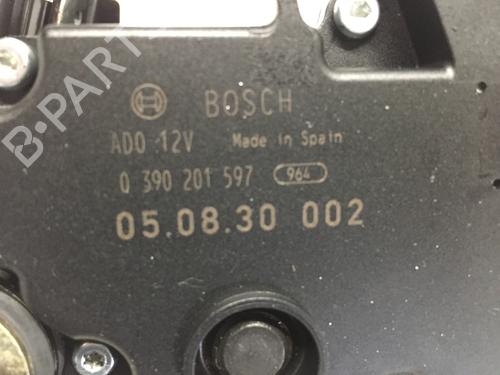 B-PARTS
BOSCH
ADO 12V Made in Spain
0 390 201 597 964
05.08.30 002